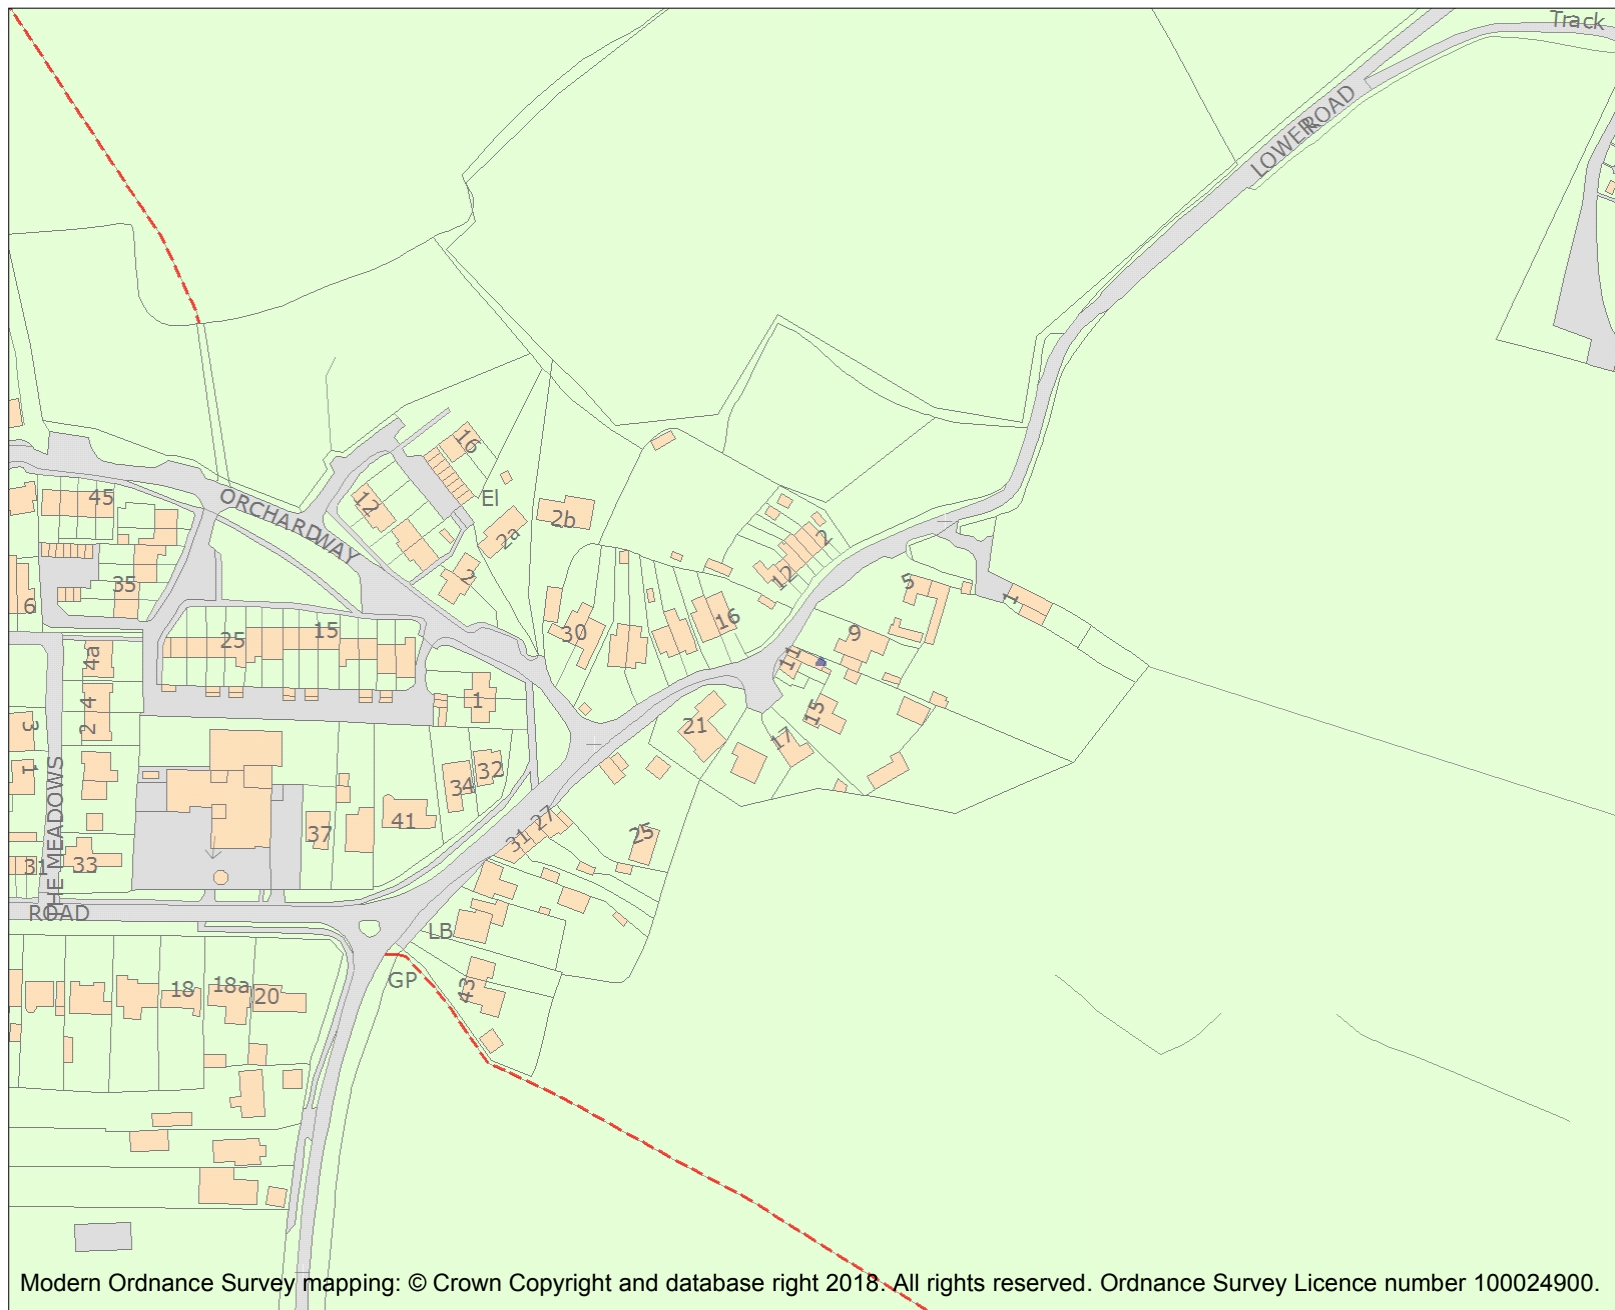 Track
LOWER ROAD
16
12
El
45
ORCHARD WAY
2b
2a
2
12
2
35
6
5
1
16
30
15
25
9
11
4a
4
2
1
15
3
21
17
1
32
34
THE MEADOWS
41
37
27
31
25
33
31
ROAD
LB
GP
43
18
18a
20
Modern Ordnance Survey mapping: © Crown Copyright and database right 2018. All rights reserved. Ordnance Survey Licence number 100024900.